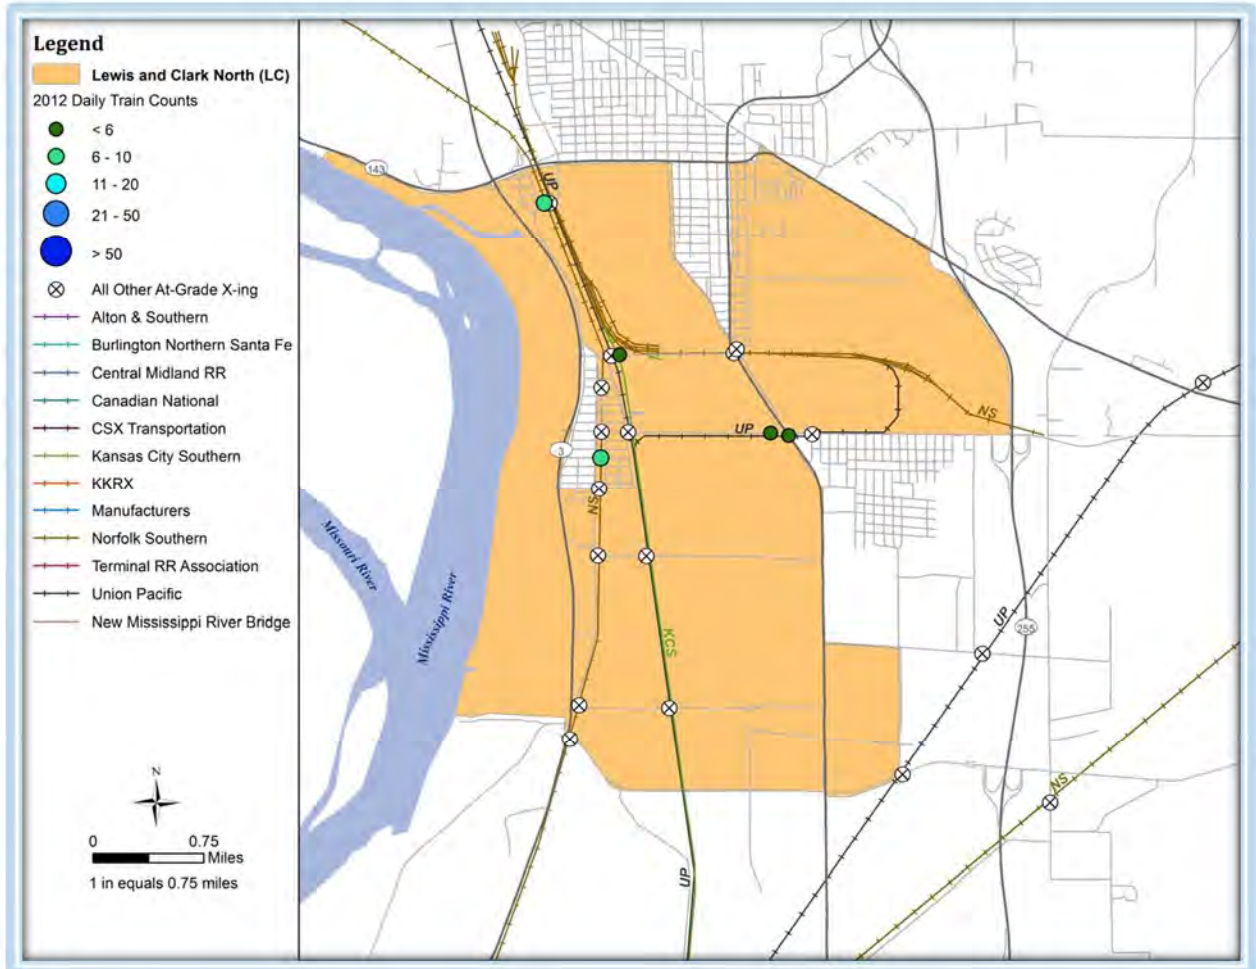 Legend
Lewis and Clark North (LC)
2012 Daily Train Counts
< 6
6 - 10
11 - 20
21 - 50
> 50
All Other At-Grade X-ing
Alton & Southern
Burlington Northern Santa Fe
Central Midland RR
Canadian National
CSX Transportation
Kansas City Southern
KKRX
Manufacturers
Norfolk Southern
Terminal RR Association
Union Pacific
New Mississippi River Bridge
N
0 0.75
Miles
1 in equals 0.75 miles
143
UP
3
UP
NS
NS
Missouri River
Mississippi River
KCS
UP
255
UP
NS